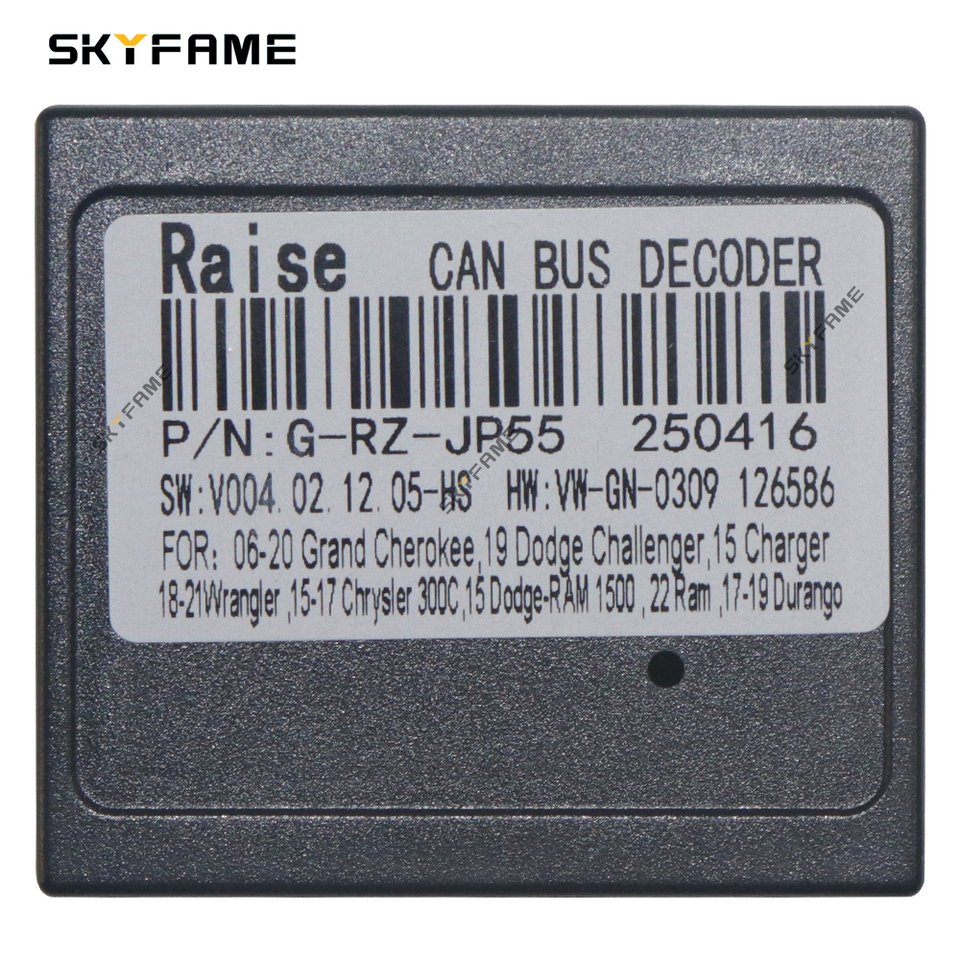 SKYFAME
Raise CAN BUS DECODER
P/N:G-RZ-JP55 250416
SW:V004.02.12.05-HS HW:VW-GN-0309 126586
FOR: 06-20 Grand Cherokee,19 Dodge Challenger,15 Charger
18-21Wrangler ,15-17 Chrysler 300C,15 Dodge-RAM 1500 ,22 Ram ,17-19 Durango
SKYFAME
SKYFAME
SKYFAME